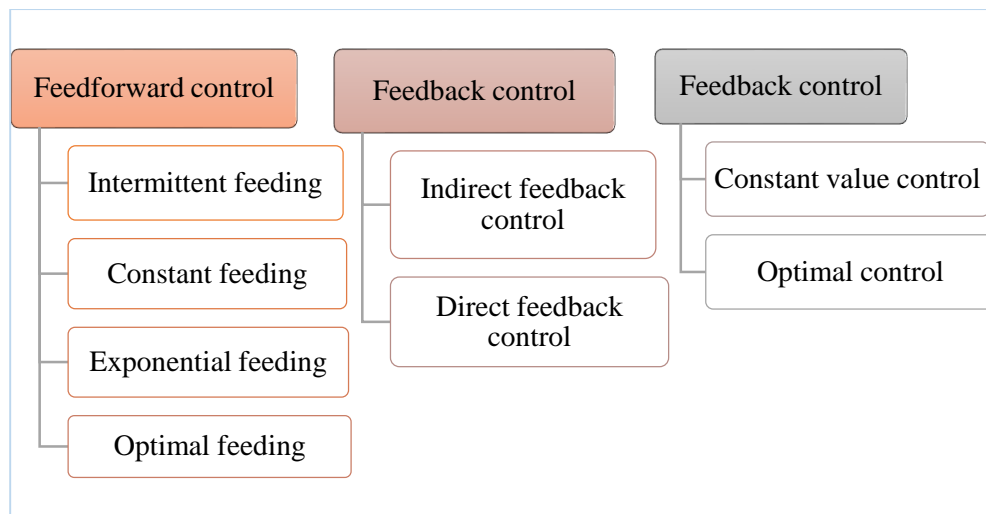 Feedforward control
Intermittent feeding
Constant feeding
Exponential feeding
Optimal feeding
Feedback control
Indirect feedback
control
Direct feedback
control
Feedback control
Constant value control
Optimal control